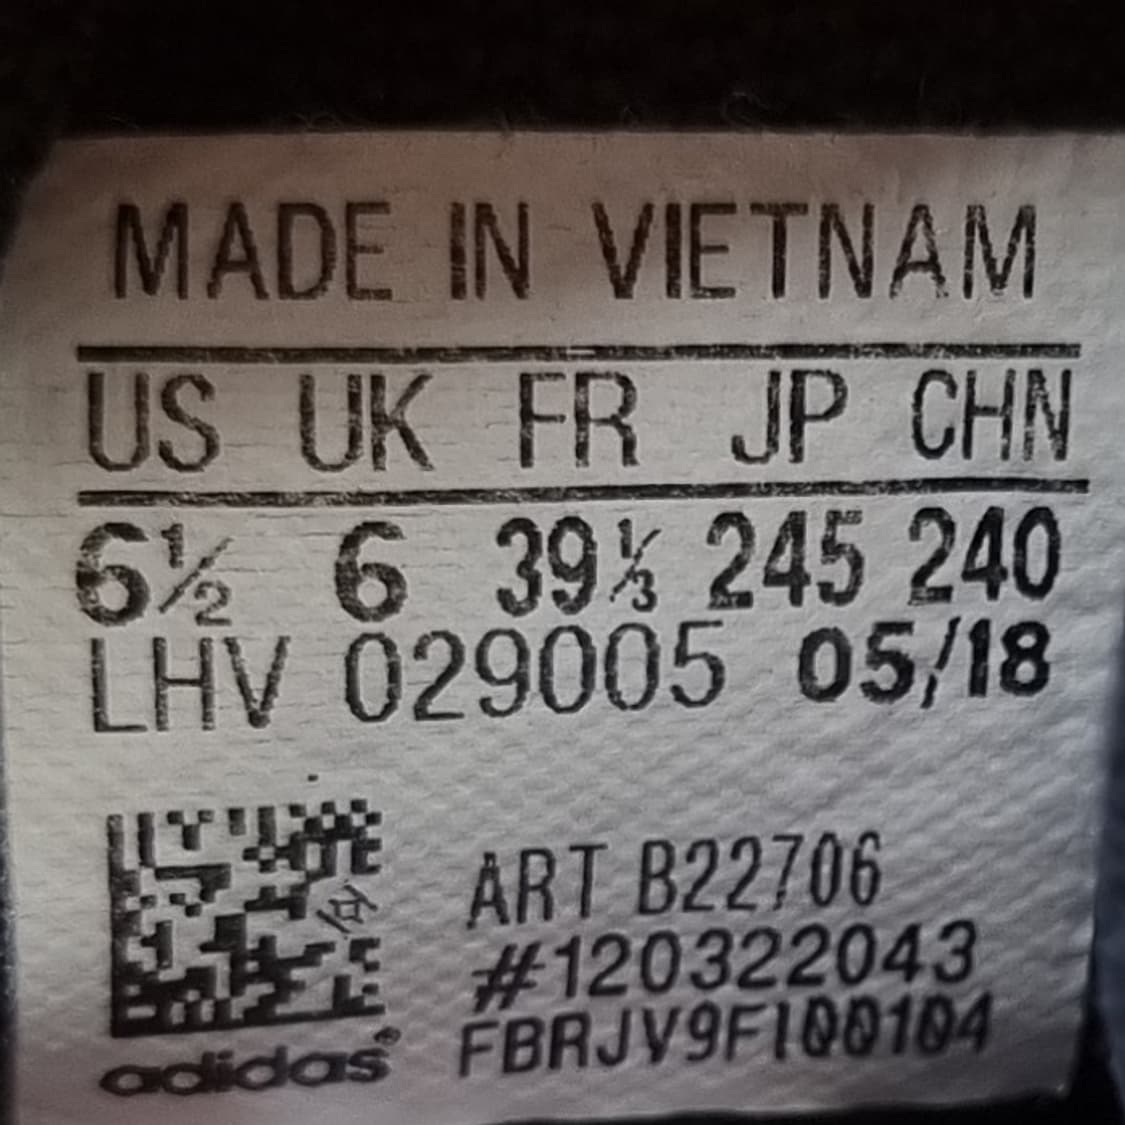 MADE IN VIETNAM
US UK FR JP CHN
6½ 6 39⅓ 245 240
LHV 029005 05/18
ART B22706
#120322043
FBRJV9FI00104
adidas®